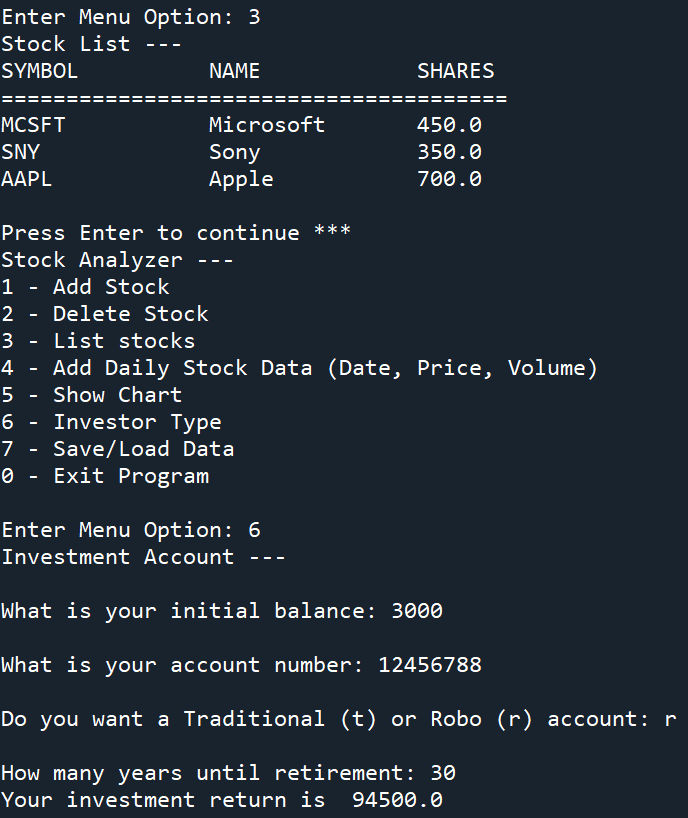 Enter Menu Option: 3
Stock List ---
SYMBOL          NAME            SHARES
=======================================
MCSFT           Microsoft       450.0
SNY             Sony            350.0
AAPL            Apple           700.0
Press Enter to continue ***
Stock Analyzer ---
1 - Add Stock
2 - Delete Stock
3 - List stocks
4 - Add Daily Stock Data (Date, Price, Volume)
5 - Show Chart
6 - Investor Type
7 - Save/Load Data
0 - Exit Program
Enter Menu Option: 6
Investment Account ---
What is your initial balance: 3000
What is your account number: 12456788
Do you want a Traditional (t) or Robo (r) account: r
How many years until retirement: 30
Your investment return is  94500.0